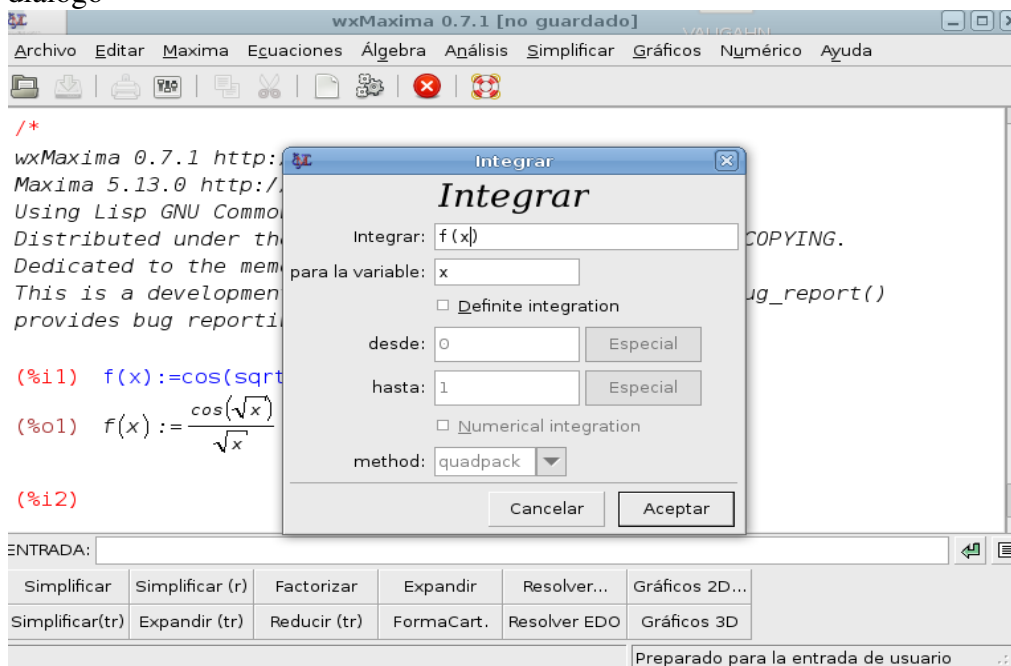 diálogo
wxMaxima 0.7.1 [no guardado]
Archivo Editar Maxima Ecuaciones Álgebra Análisis Simplificar Gráficos Numérico Ayuda
/*
wxMaxima 0.7.1 http:/
Maxima 5.13.0 http:/
Using Lisp GNU Commo
Distributed under the COPYING.
Dedicated to the mem
This is a developmen ug_report()
provides bug reporti
(%i1) f(x):=cos(sqrt
(%o1) f(x):=cos(√x)/√x
(%i2)
Integrar
Integrar
Integrar: f(x)
para la variable: x
Definite integration
desde: 0 Especial
hasta: 1 Especial
Numerical integration
method: quadpack
Cancelar Aceptar
ENTRADA:
Simplificar Simplificar (r) Factorizar Expandir Resolver... Gráficos 2D...
Simplificar(tr) Expandir (tr) Reducir (tr) FormaCart. Resolver EDO Gráficos 3D
Preparado para la entrada de usuario